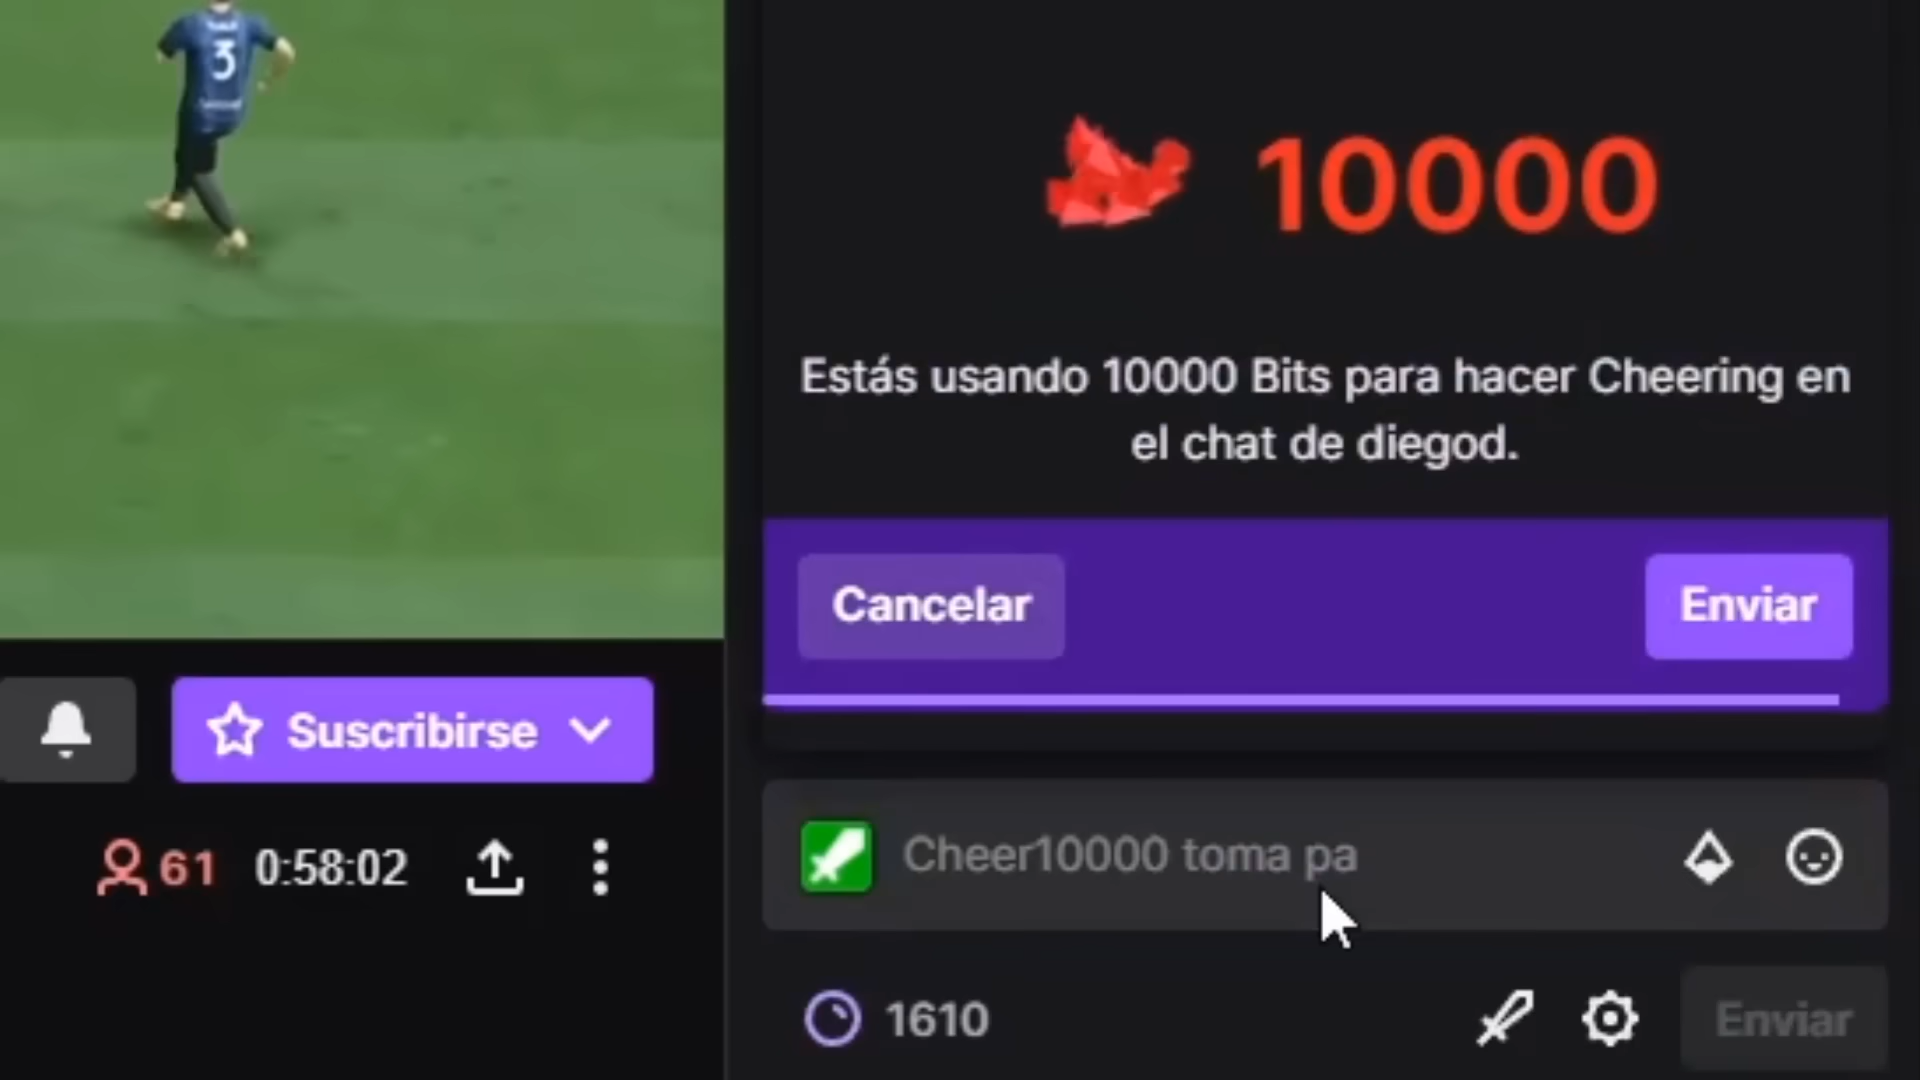 3
10000
Estás usando 10000 Bits para hacer Cheering en
el chat de diegod.
Cancelar
Enviar
Suscribirse
61
0:58:02
Cheer10000 toma pa
1610
Enviar